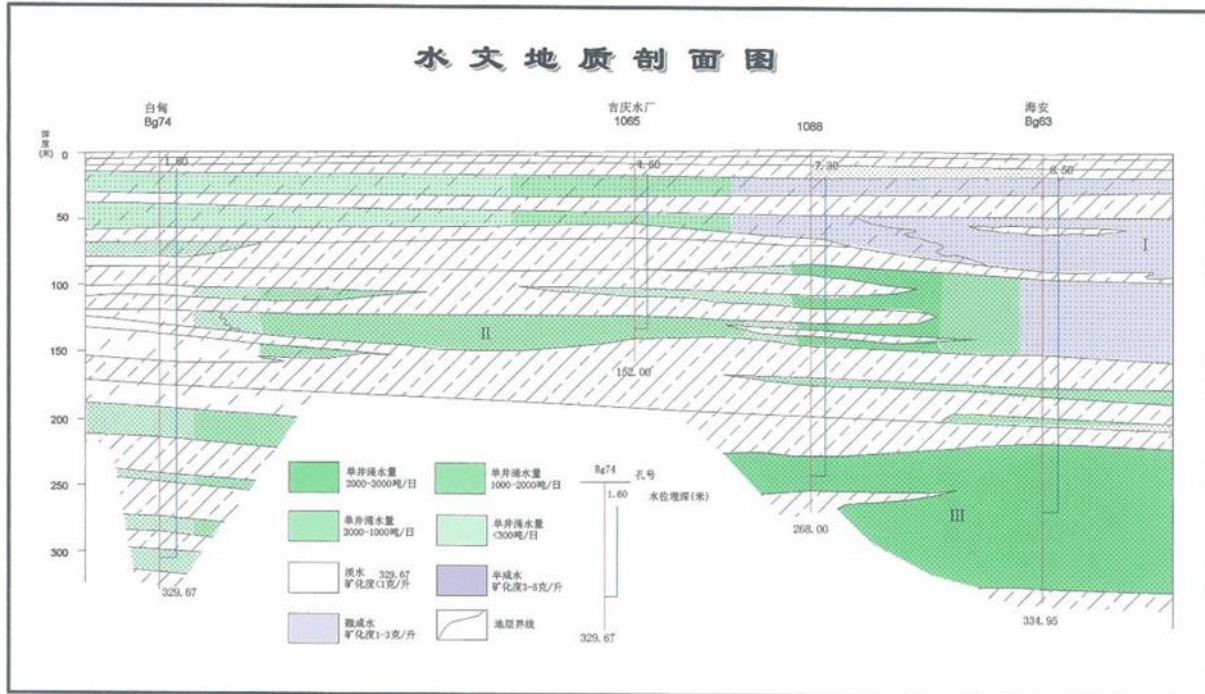 水文地质剖面图
白甸
Bg74
吉庆水厂
1065
1088
海安
Bg63
深度(米)
0
50
100
150
200
250
300
1.60
4.60
7.30
8.50
I
II
III
152.00
268.00
329.67
334.95
单井涌水量
2000-3000吨/日
单井涌水量
1000-2000吨/日
单井涌水量
3000-1000吨/日
单井涌水量
<300吨/日
淡水 329.67
矿化度<1克/升
半咸水
矿化度3-5克/升
微咸水
矿化度1-3克/升
地层界线
Bg74 孔号
1.60 水位埋深(米)
329.67